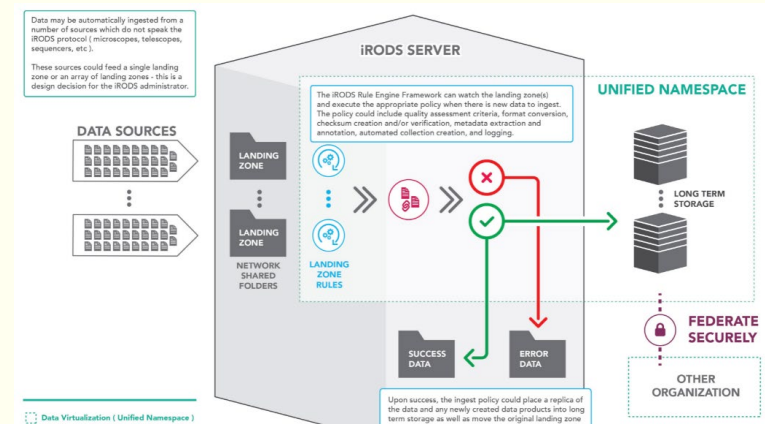 Data may be automatically ingested from a
number of sources which do not speak the
iRODS protocol ( microscopes, telescopes,
sequencers, etc ).
These sources could feed a single landing
zone or an array of landing zones - this is a
design decision for the iRODS administrator.
iRODS SERVER
The iRODS Rule Engine Framework can watch the landing zone(s)
and execute the appropriate policy when there is new data to ingest.
The policy could include quality assessment criteria, format conversion,
checksum creation and/or verification, metadata extraction and
annotation, automated collection creation, and logging.
UNIFIED NAMESPACE
DATA SOURCES
LANDING
ZONE
LANDING
ZONE
NETWORK
SHARED
FOLDERS
LANDING
ZONE
RULES
LONG TERM
STORAGE
SUCCESS
DATA
ERROR
DATA
FEDERATE
SECURELY
OTHER
ORGANIZATION
Upon success, the ingest policy could place a replica of
the data and any newly created data products into long
term storage as well as move the original landing zone
Data Virtualization ( Unified Namespace )